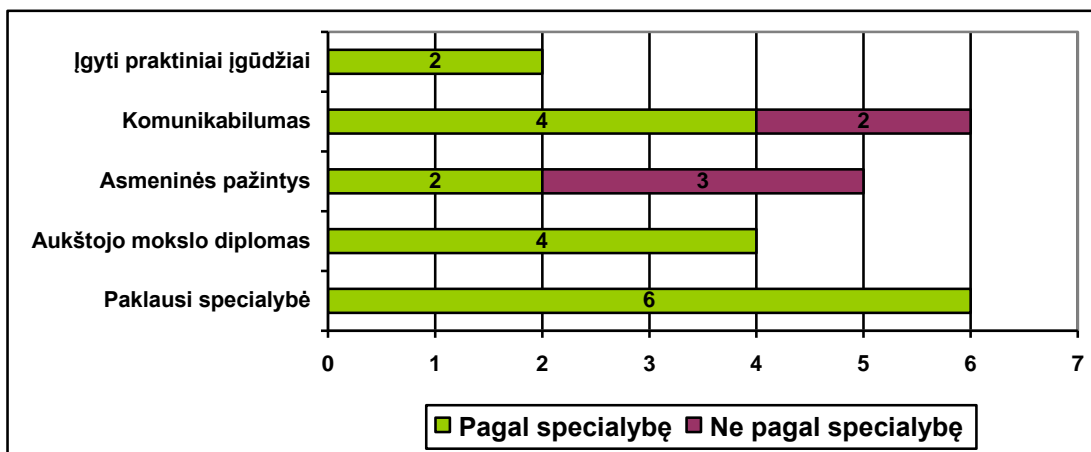 Įgyti praktiniai įgūdžiai
2
Komunikabilumas
4 2
Asmeninės pažintys
2 3
Aukštojo mokslo diplomas
4
Paklausi specialybė
6
0 1 2 3 4 5 6 7
Pagal specialybę Ne pagal specialybę